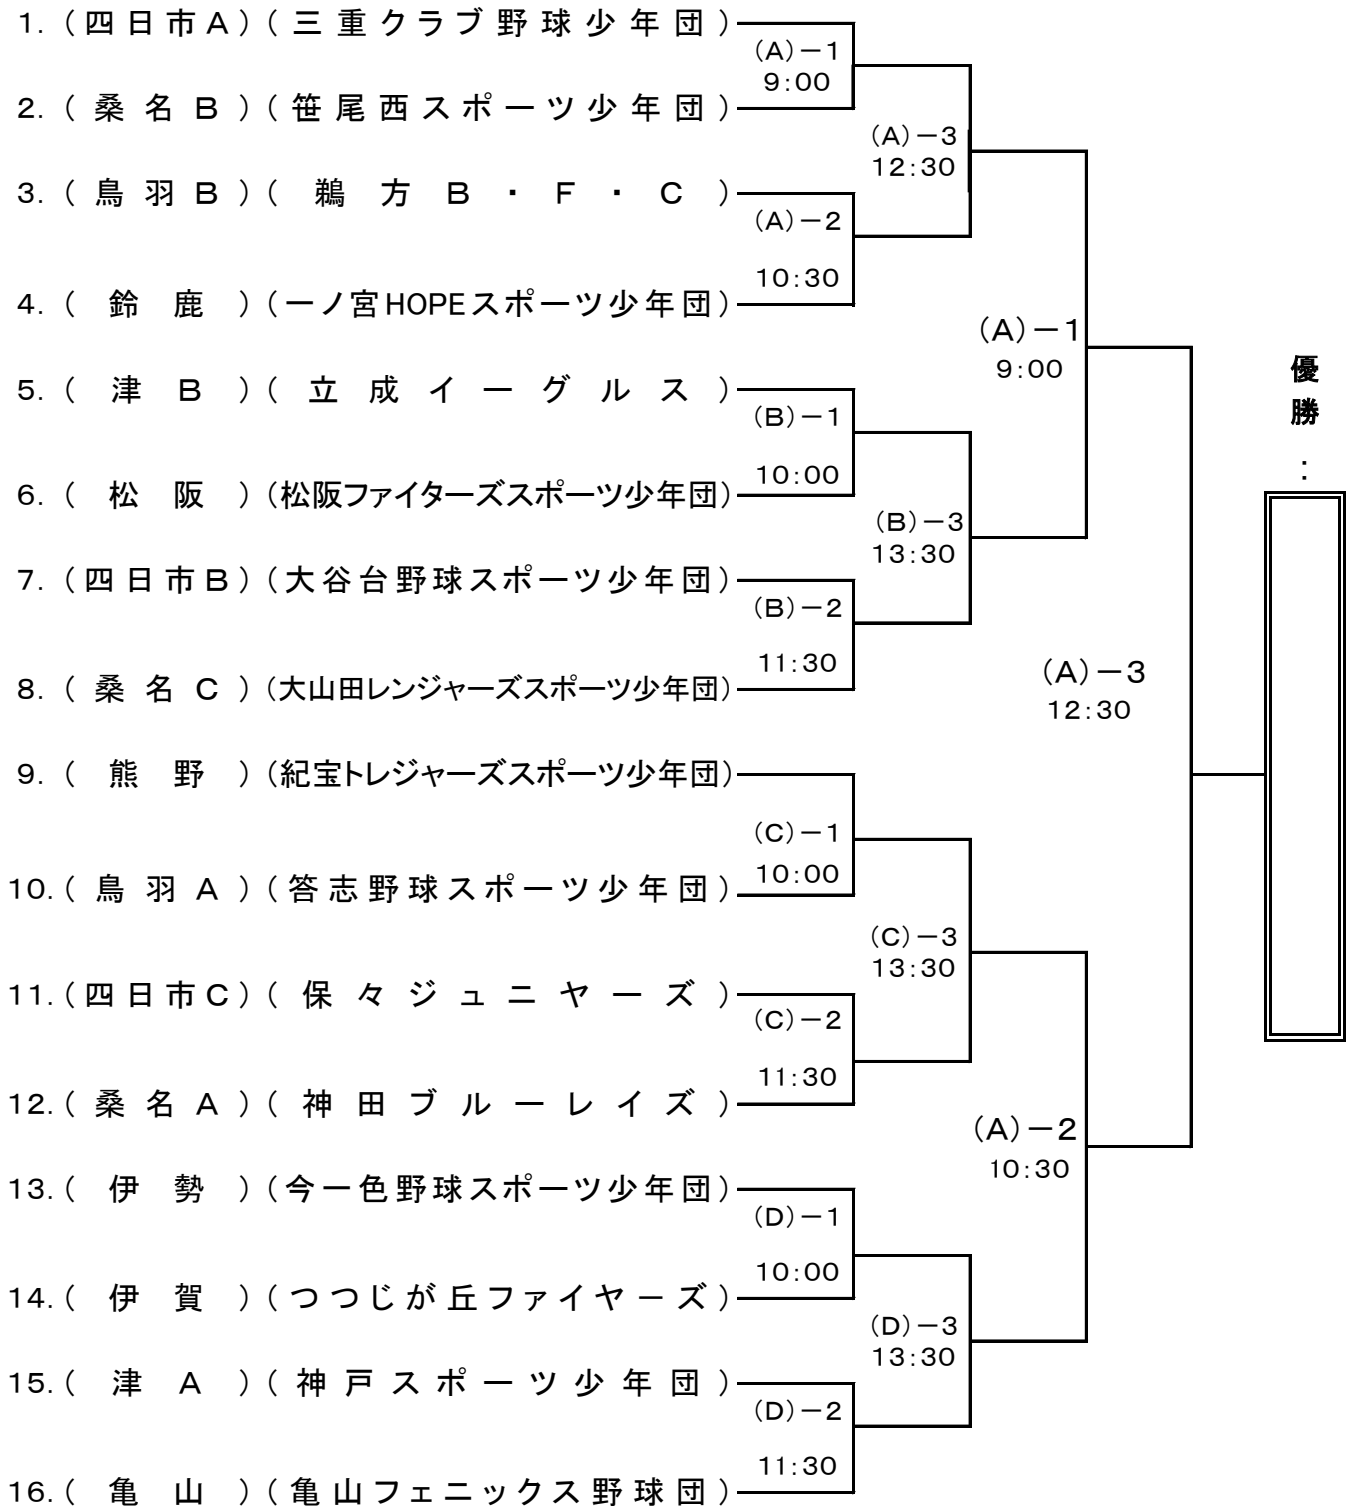 1. (四日市A) (三重クラブ野球少年団)
(A)－1
9:00
2. (桑名B) (笹尾西スポーツ少年団)
(A)－3
12:30
3. (鳥羽B) (鵜方B・F・C)
(A)－2
10:30
4. (鈴鹿) (一ノ宮HOPEスポーツ少年団)
(A)－1
9:00
5. (津B) (立成イーグルス)
(B)－1
10:00
6. (松阪) (松阪ファイターズスポーツ少年団)
(B)－3
13:30
7. (四日市B) (大谷台野球スポーツ少年団)
(B)－2
11:30
8. (桑名C) (大山田レンジャーズスポーツ少年団)
(A)－3
12:30
優勝:
9. (熊野) (紀宝トレジャーズスポーツ少年団)
(C)－1
10:00
10. (鳥羽A) (答志野球スポーツ少年団)
(C)－3
13:30
11. (四日市C) (保々ジュニヤーズ)
(C)－2
11:30
12. (桑名A) (神田ブルーレイズ)
(A)－2
10:30
13. (伊勢) (今一色野球スポーツ少年団)
(D)－1
10:00
14. (伊賀) (つつじが丘ファイヤーズ)
(D)－3
13:30
15. (津A) (神戸スポーツ少年団)
(D)－2
11:30
16. (亀山) (亀山フェニックス野球団)